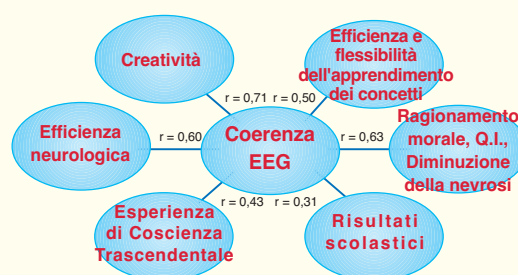 Creatività
Efficienza e
flessibilità
dell'apprendimento
dei concetti
r = 0,71 r = 0,50
Efficienza
neurologica
r = 0,60
Coerenza
EEG
r = 0,63
Ragionamento
morale, Q.I.,
Diminuzione
della nevrosi
r = 0,43 r = 0,31
Esperienza
di Coscienza
Trascendentale
Risultati
scolastici